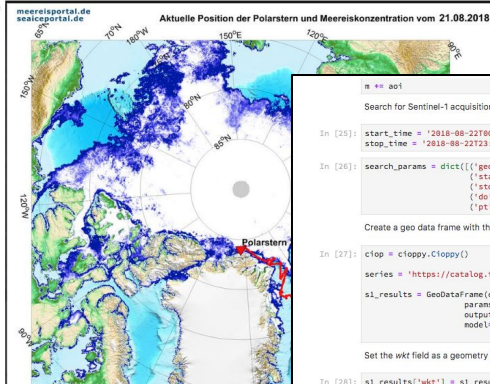 meereisportal.de
seaiceportal.de
Aktuelle Position der Polarstern und Meereiskonzentration vom 21.08.2018
65°N
70°N
180°W
150°E
120°E
90°E
150°W
80°N
85°N
120°W
90°W
Polarstern
m += aoi
Search for Sentinel-1 acquisition
In [25]: start_time = '2018-08-22T00
stop_time = '2018-08-22T23:
In [26]: search_params = dict([('geo
('sta
('sto
('do'
('pt'
Create a geo data frame with th
In [27]: ciop = cioppy.Cioppy()
series = 'https://catalog.t
s1_results = GeoDataFrame(c
params
output
model=
Set the wkt field as a geometry
In [28]: s1_results['wkt'] = s1_resu